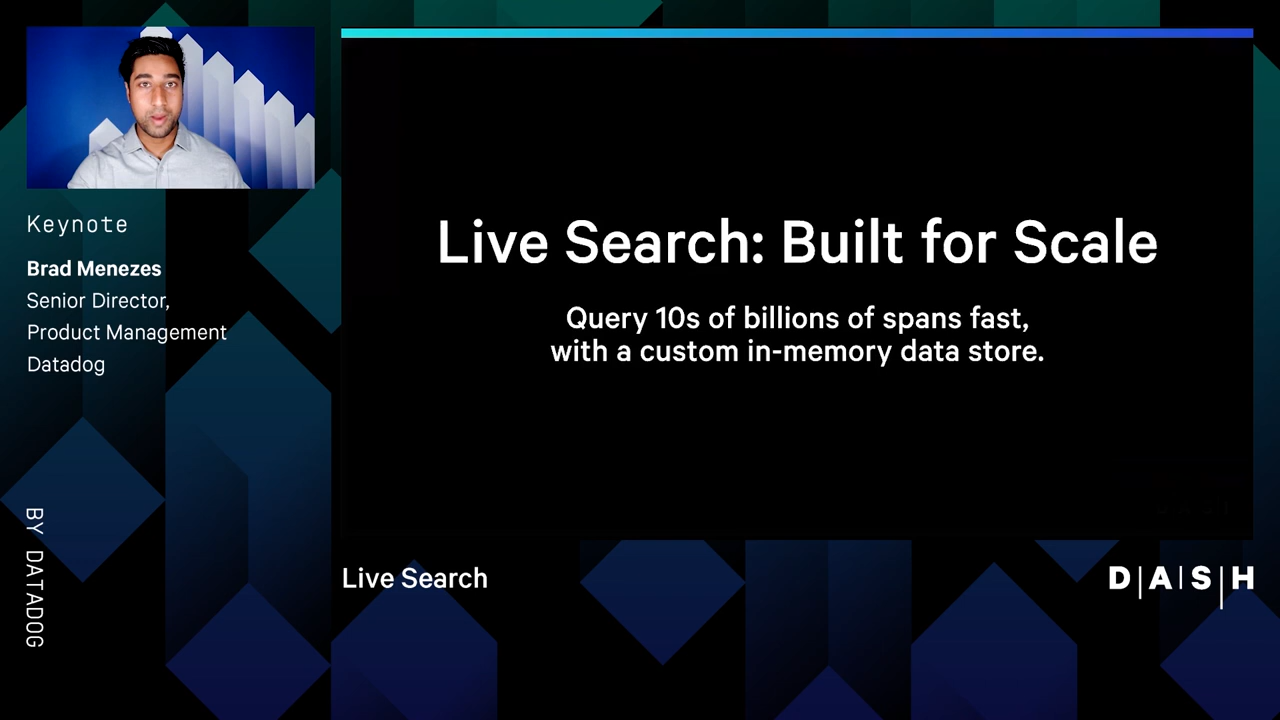 Keynote
Brad Menezes
Senior Director,
Product Management
Datadog
BY DATADOG
Live Search: Built for Scale
Query 10s of billions of spans fast,
with a custom in-memory data store.
Live Search
D|A|S|H